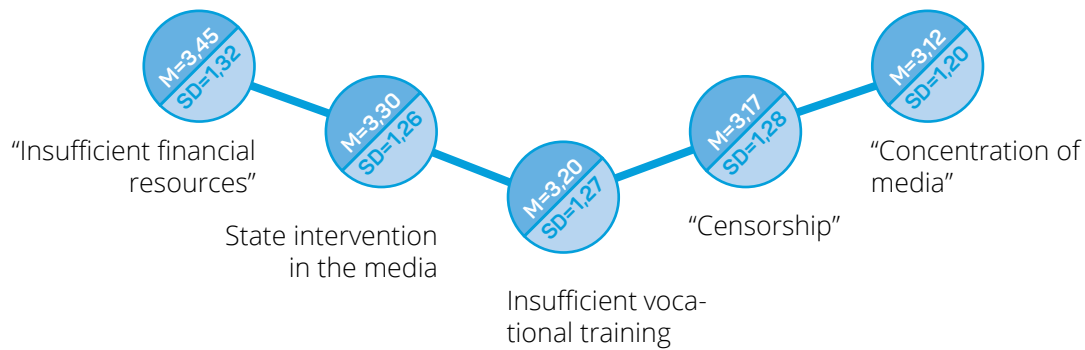 M=3,45
SD=1,32
“Insufficient financial
resources”
M=3,30
SD=1,26
State intervention
in the media
M=3,20
SD=1,27
Insufficient voca-
tional training
M=3,17
SD=1,28
“Censorship”
M=3,12
SD=1,20
“Concentration of
media”